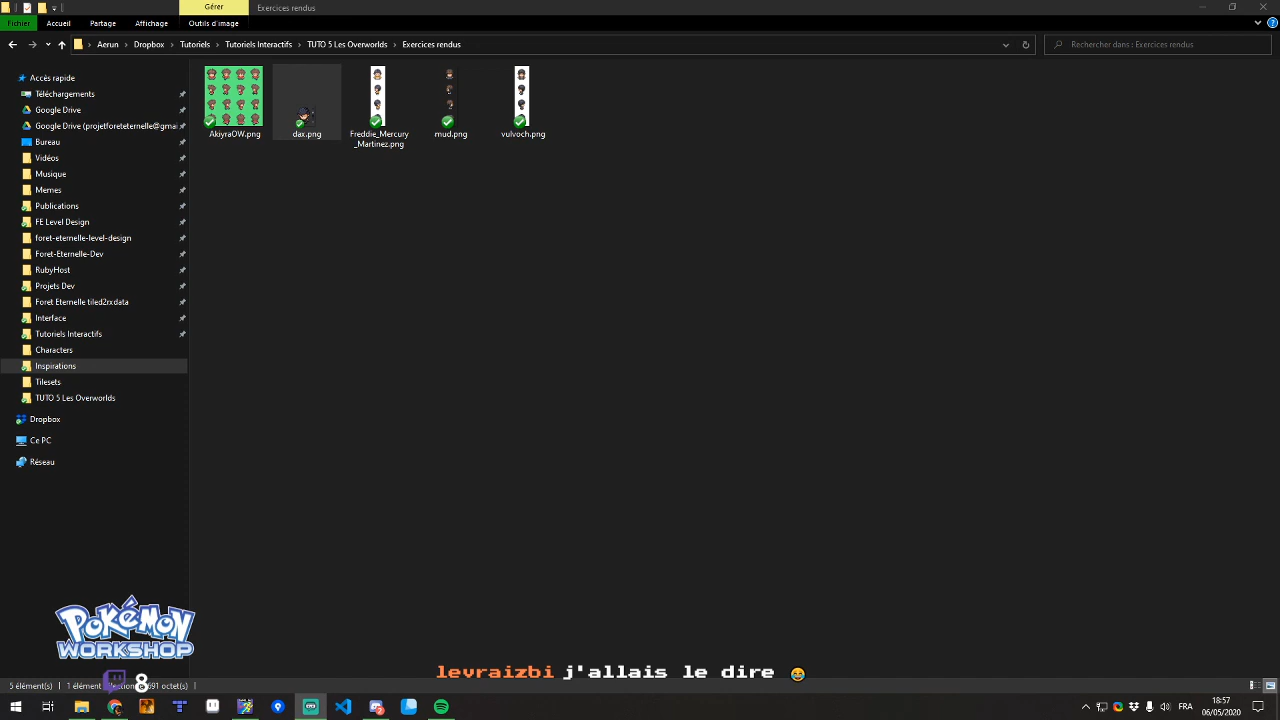 Gérer
Exercices rendus
Fichier
Accueil
Partage
Affichage
Outils d'image
Aerun
Dropbox
Tutoriels
Tutoriels Interactifs
TUTO 5 Les Overworlds
Exercices rendus
Rechercher dans : Exercices rendus
Accès rapide
Téléchargements
Google Drive
Google Drive (projetforeteternelle@gmai
Bureau
Vidéos
Musique
Memes
Publications
FE Level Design
foret-eternelle-level-design
Foret-Eternelle-Dev
RubyHost
Projets Dev
Foret Eternelle tiled2rxdata
Interface
Tutoriels Interactifs
Characters
Inspirations
Tilesets
TUTO 5 Les Overworlds
Dropbox
Ce PC
Réseau
AkiyraOW.png
dax.png
Freddie_Mercury
_Martinez.png
mud.png
vulvoch.png
POKéMON
WORKSHOP
8
levraizbi j'allais le dire
5 élément(s)
1 élément
octet(s)
FRA
18:57
06/05/2020